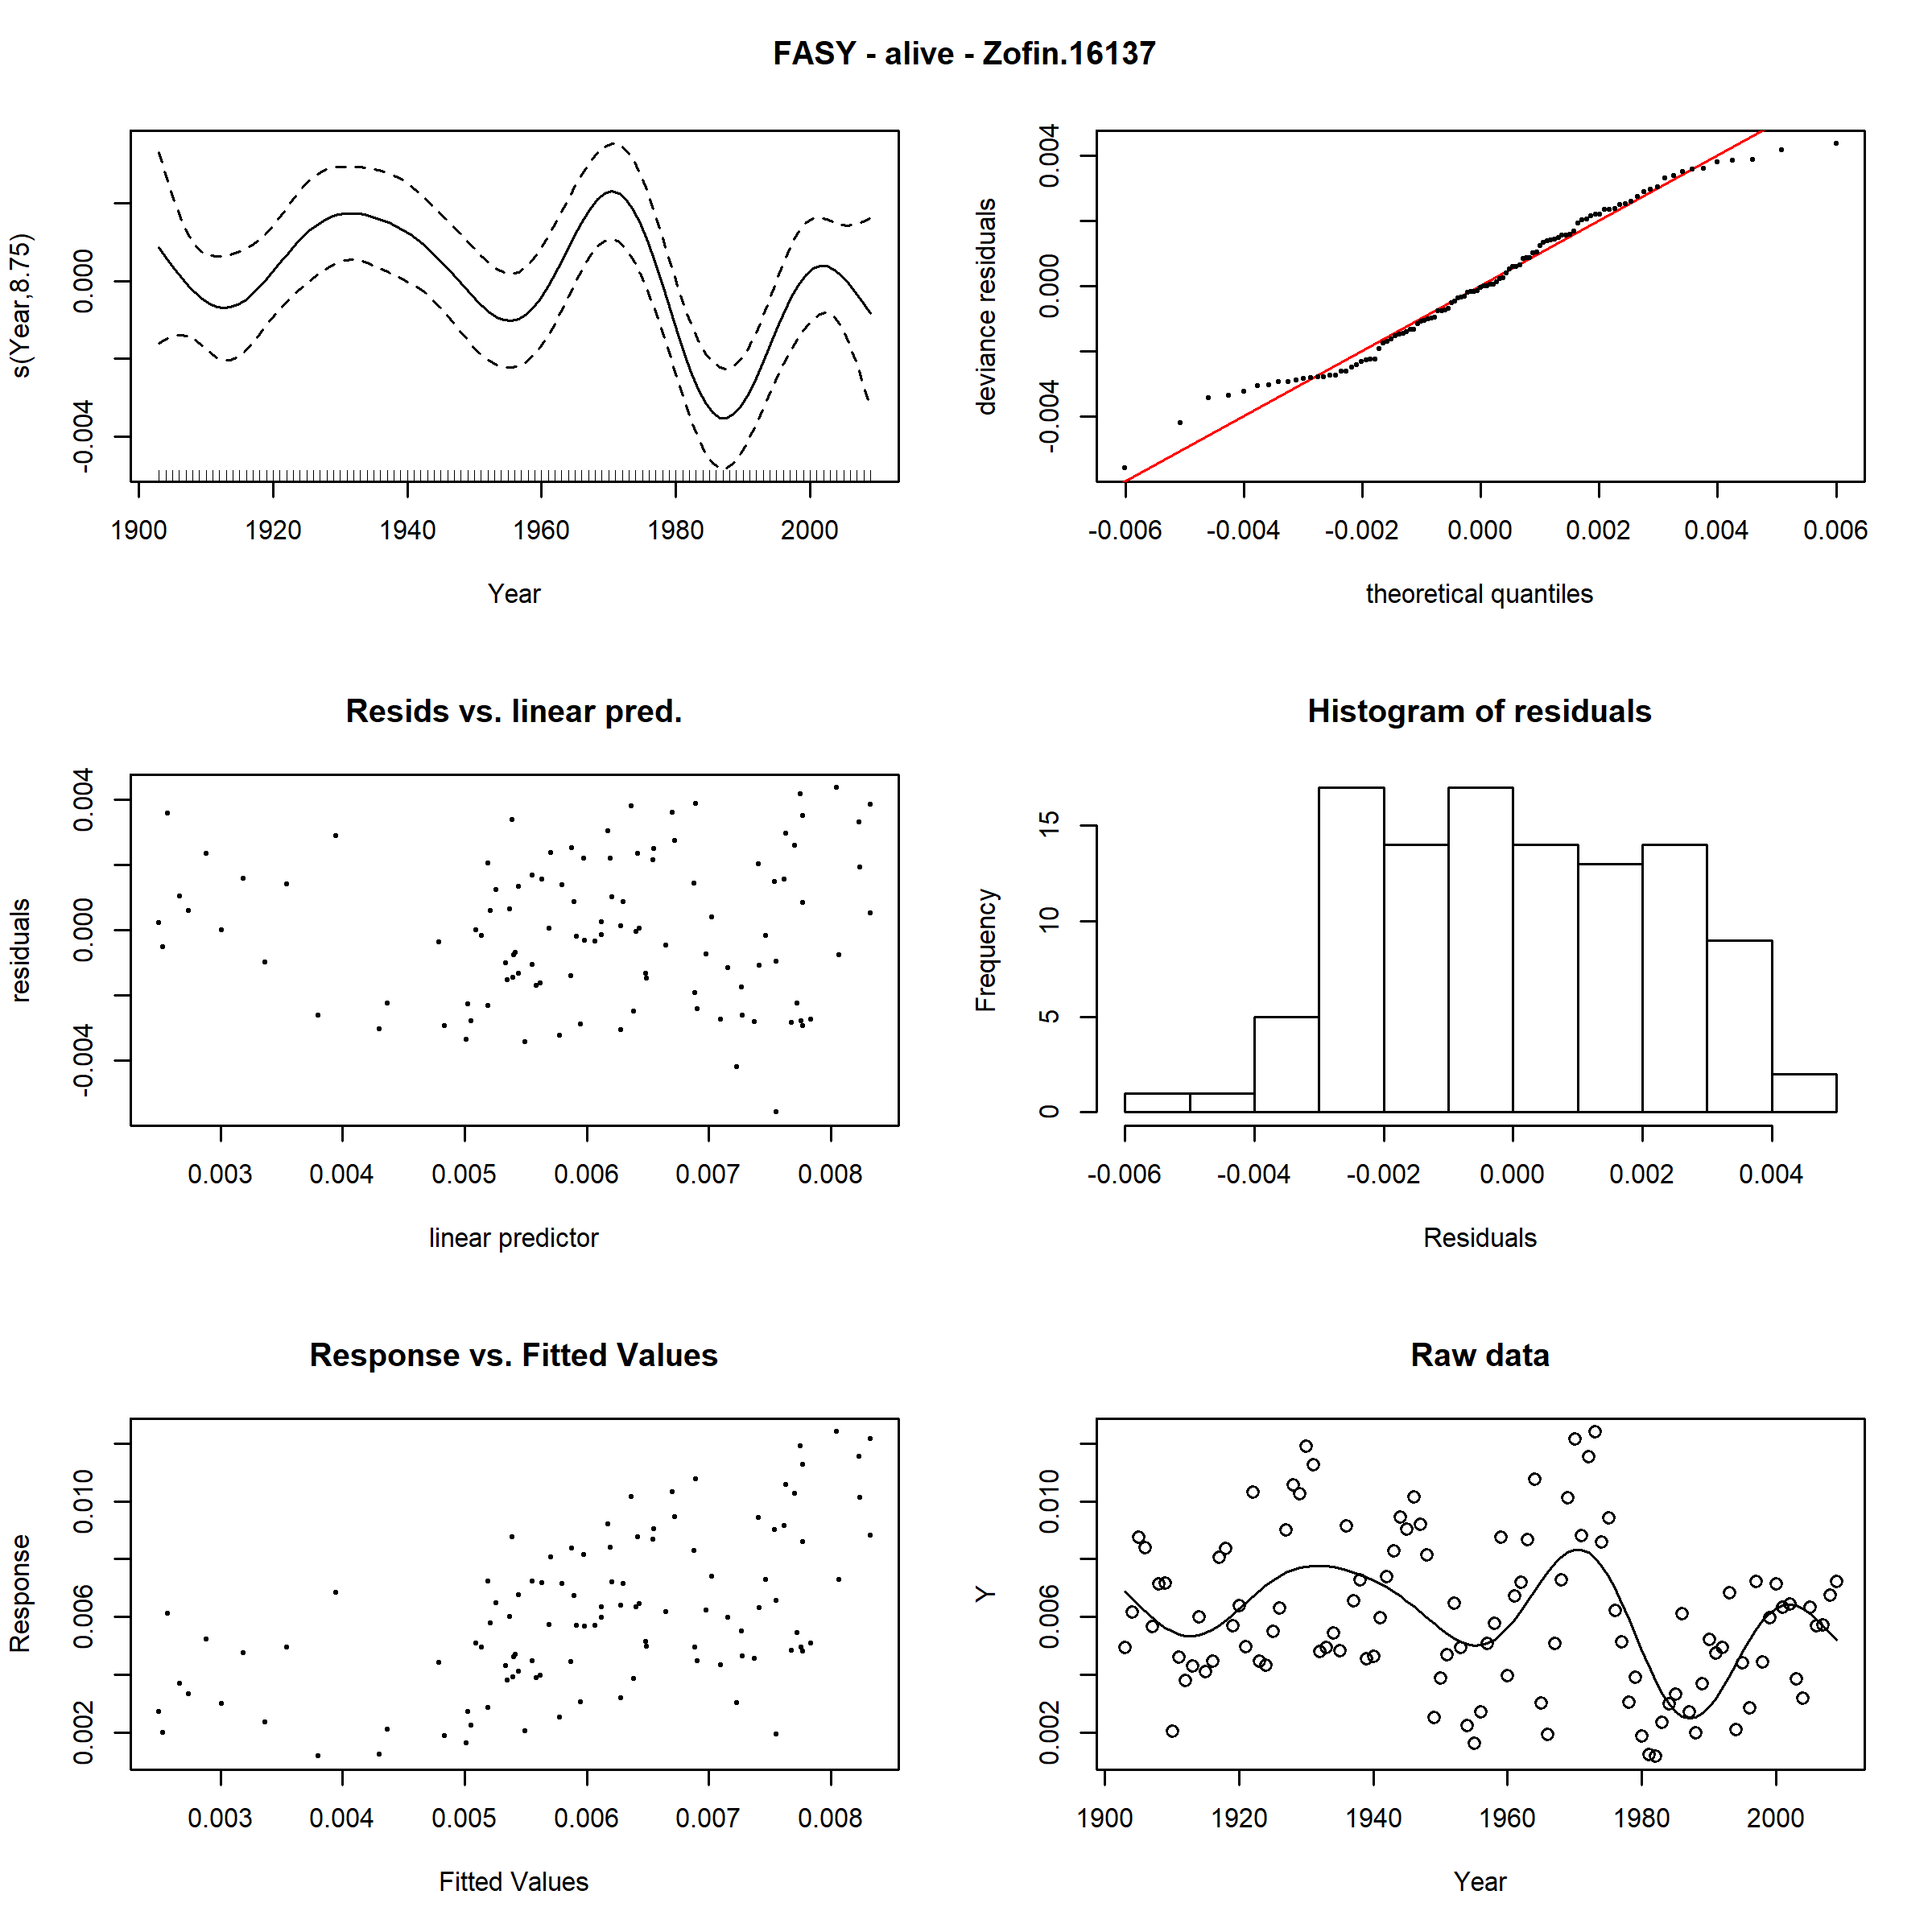 FASY - alive - Zofin.16137
s(Year,8.75)
-0.004 0.000
1900 1920 1940 1960 1980 2000
Year
deviance residuals
-0.004 0.000 0.004
-0.006 -0.004 -0.002 0.000 0.002 0.004 0.006
theoretical quantiles
Resids vs. linear pred.
residuals
-0.004 0.000 0.004
0.003 0.004 0.005 0.006 0.007 0.008
linear predictor
Histogram of residuals
Frequency
0 5 10 15
-0.006 -0.004 -0.002 0.000 0.002 0.004
Residuals
Response vs. Fitted Values
Response
0.002 0.006 0.010
0.003 0.004 0.005 0.006 0.007 0.008
Fitted Values
Raw data
Y
0.002 0.006 0.010
1900 1920 1940 1960 1980 2000
Year